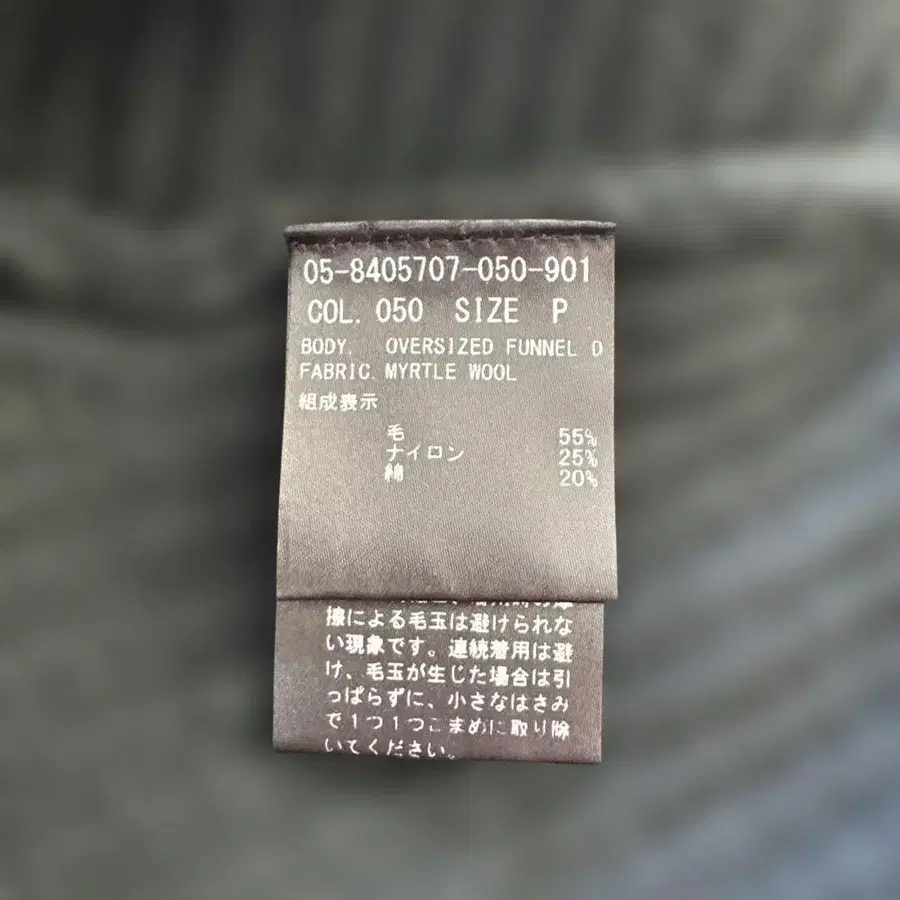 05-8405707-050-901
COL. 050 SIZE P
BODY. OVERSIZED FUNNEL D
FABRIC. MYRTLE WOOL
組成表示
毛 55%
ナイロン 25%
綿 20%
擦による毛玉は避けられな
い現象です。連続着用は避
け、毛玉が生じた場合は引
っぱらずに、小さなはさみ
で1つ1つこまめに取り除
いてください。